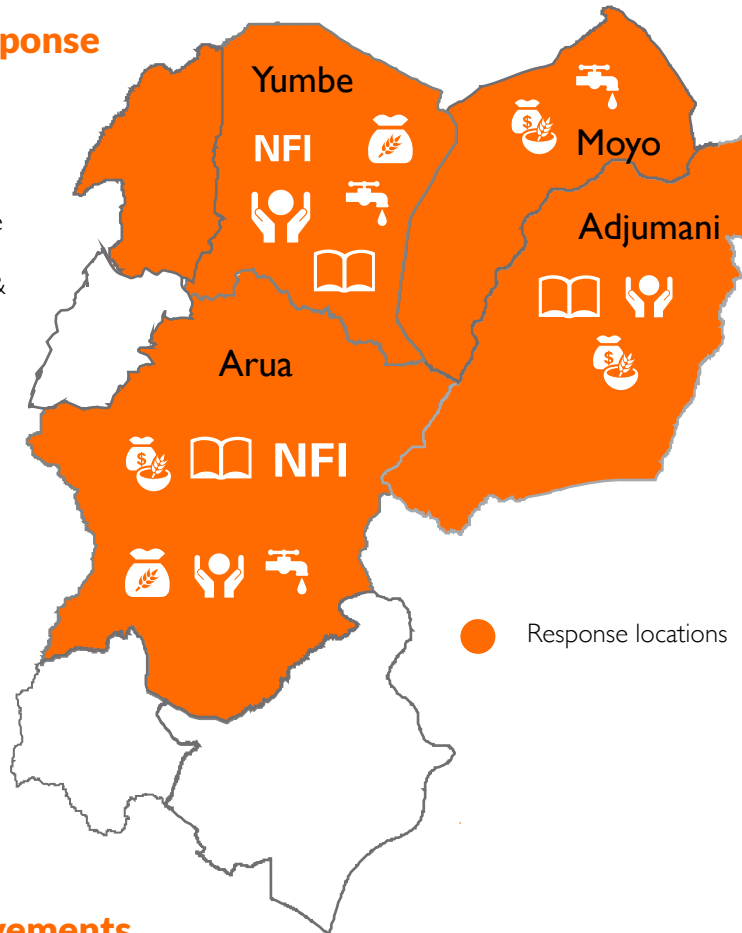 ponse
Yumbe
NFI
Moyo
Adjumani
e
&
Arua
$
$
$
NFI
Response locations
vements